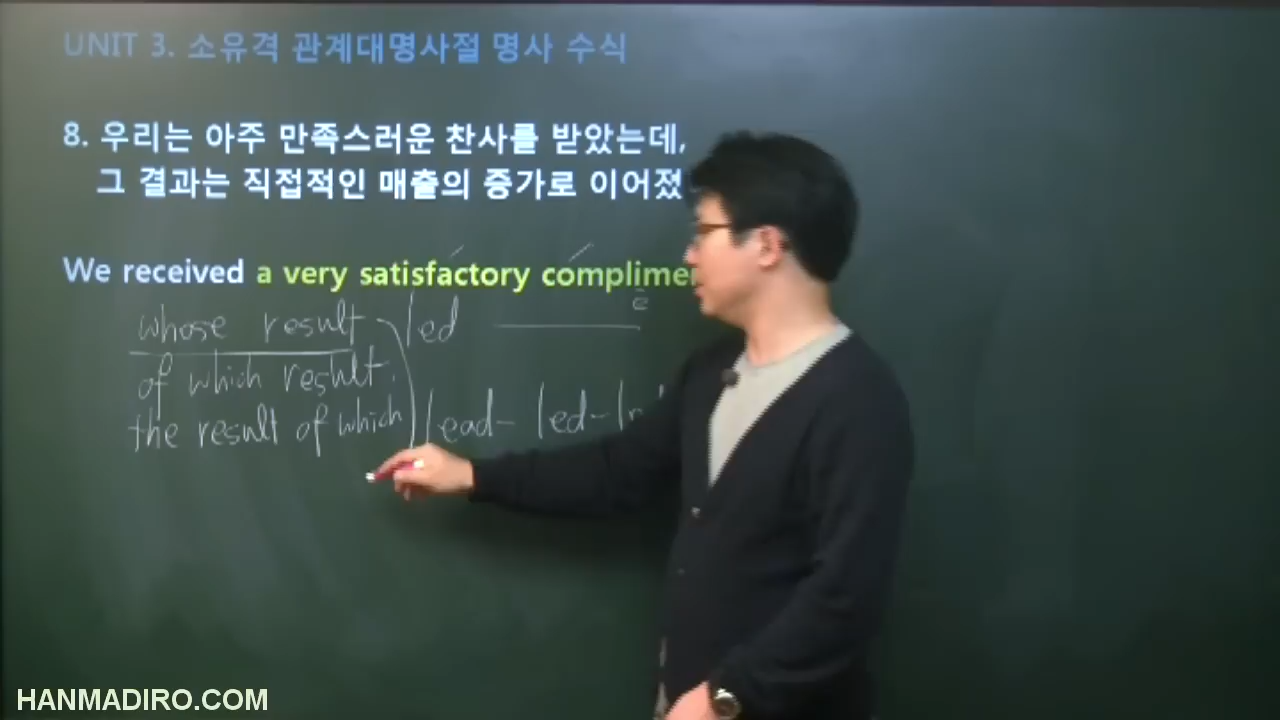 UNIT 3. 소유격 관계대명사절 명사 수식
8. 우리는 아주 만족스러운 찬사를 받았는데,
그 결과는 직접적인 매출의 증가로 이어졌
We received a very satisfactory complimen
e
whose result led
of which result.
the result of which lead- led-
HANMADIRO.COM